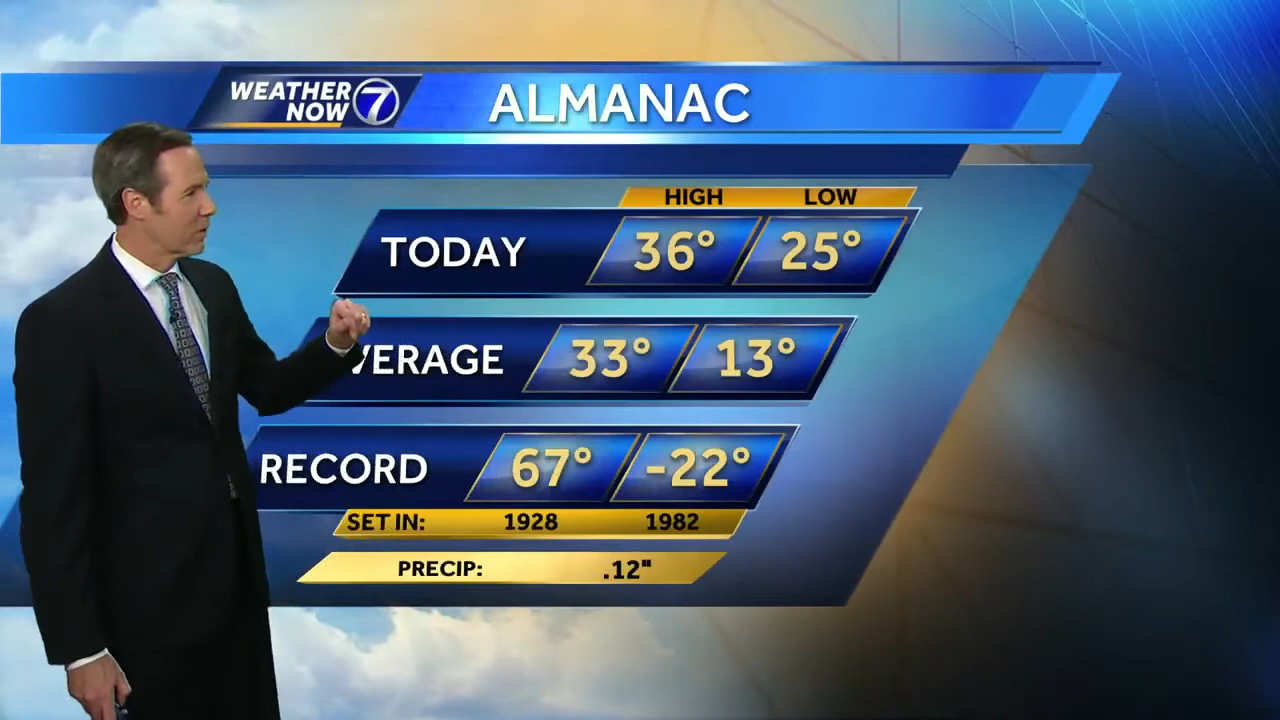 WEATHER
NOW 7
ALMANAC
HIGH LOW
TODAY 36° 25°
VERAGE 33° 13°
RECORD 67° -22°
SET IN: 1928 1982
PRECIP: .12"